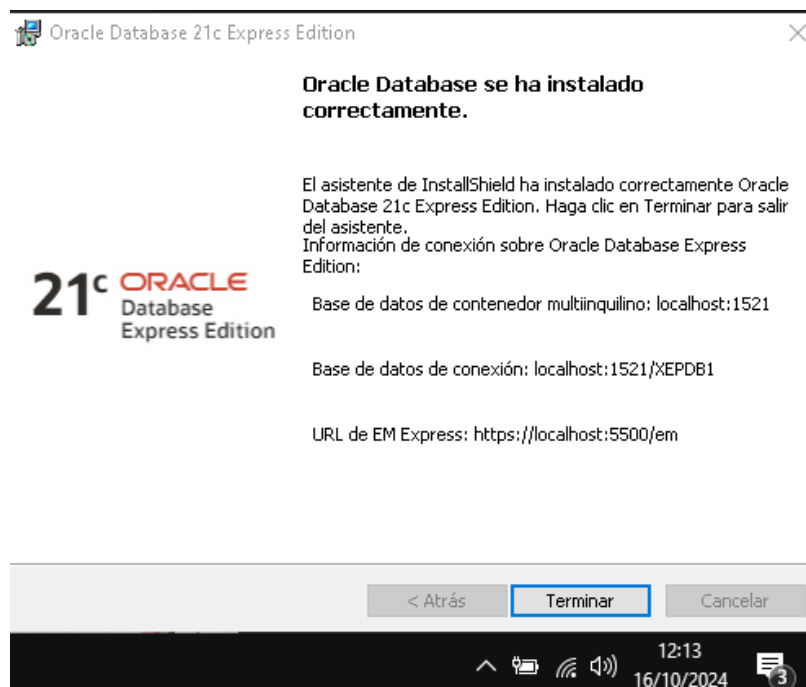 Oracle Database 21c Express Edition
Oracle Database se ha instalado
correctamente.
El asistente de InstallShield ha instalado correctamente Oracle
Database 21c Express Edition. Haga clic en Terminar para salir
del asistente.
Información de conexión sobre Oracle Database Express
Edition:
21c ORACLE
Database
Express Edition
Base de datos de contenedor multiinquilino: localhost:1521
Base de datos de conexión: localhost:1521/XEPDB1
URL de EM Express: https://localhost:5500/em
< Atrás
Terminar
Cancelar
12:13
16/10/2024
3